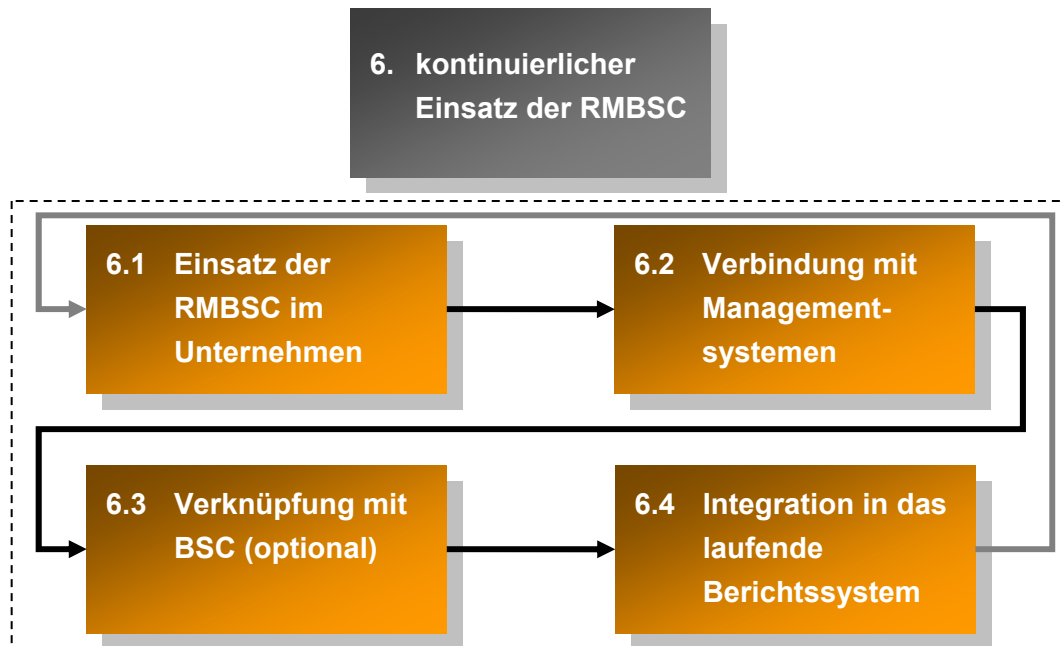 6. kontinuierlicher
Einsatz der RMBSC
6.1 Einsatz der
RMBSC im
Unternehmen
6.2 Verbindung mit
Management-
systemen
6.3 Verknüpfung mit
BSC (optional)
6.4 Integration in das
laufende
Berichtssystem